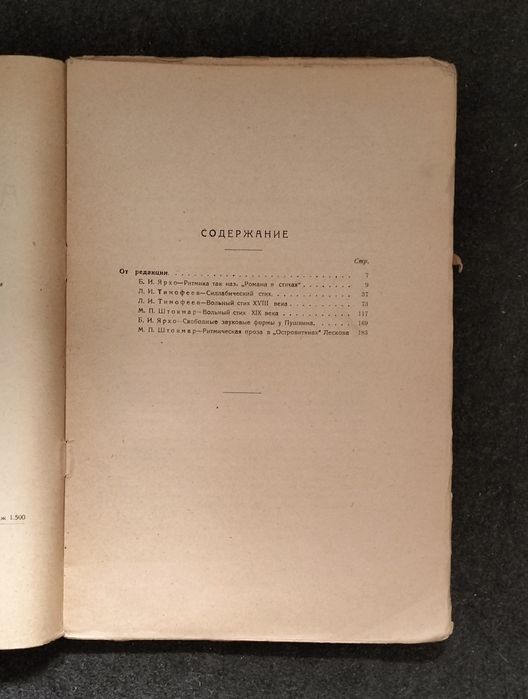 СОДЕРЖАНИЕ
Стр.
От редакции. . . . . . . . . . . . . . . . . . . 7
Б. И. Ярхо—Ритмика так наз. „Романа в стихах“ . . . . . . . 9
Л. И. Тимофеев—Силлабический стих. . . . . . . . . . . 37
Л. И. Тимофеев—Вольный стих XVIII века . . . . . . . . . 73
М. П. Штокмар—Вольный стих XIX века . . . . . . . . . . 117
Б. И. Ярхо—Свободные звуковые формы у Пушкина. . . . . . 169
М. П. Штокмар—Ритмическая проза в „Островитянах“ Лескова 183
ж 1.500